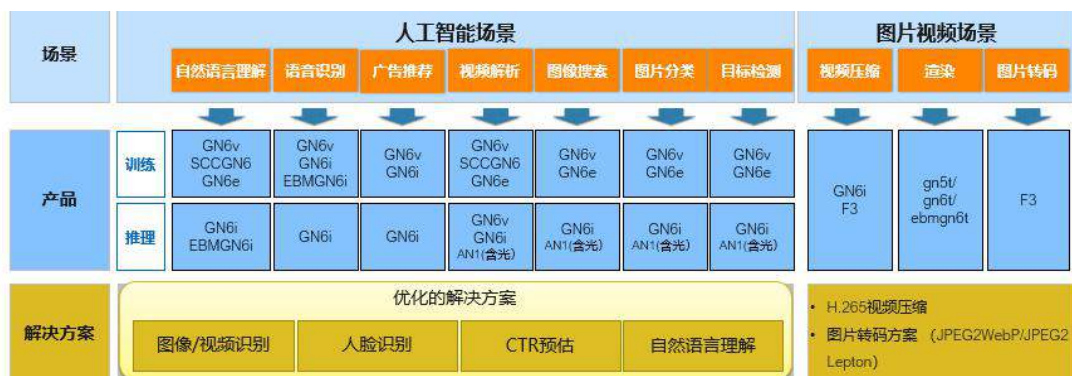 场景
人工智能场景
图片视频场景
自然语言理解
语音识别
广告推荐
视频解析
图像搜索
图片分类
目标检测
视频压缩
渲染
图片转码
产品
训练
GN6v
SCCGN6
GN6e
GN6v
GN6i
EBMGN6i
GN6v
GN6i
GN6v
SCCGN6
GN6e
GN6v
GN6e
GN6v
GN6e
GN6v
GN6e
推理
GN6i
EBMGN6i
GN6i
GN6i
GN6v
GN6i
AN1(含光)
GN6i
AN1(含光)
GN6i
AN1(含光)
GN6i
AN1(含光)
GN6i
F3
gn5t/
gn6t/
ebmgn6t
F3
解决方案
优化的解决方案
图像/视频识别
人脸识别
CTR预估
自然语言理解
• H.265视频压缩
• 图片转码方案 （JPEG2WebP/JPEG2
Lepton）